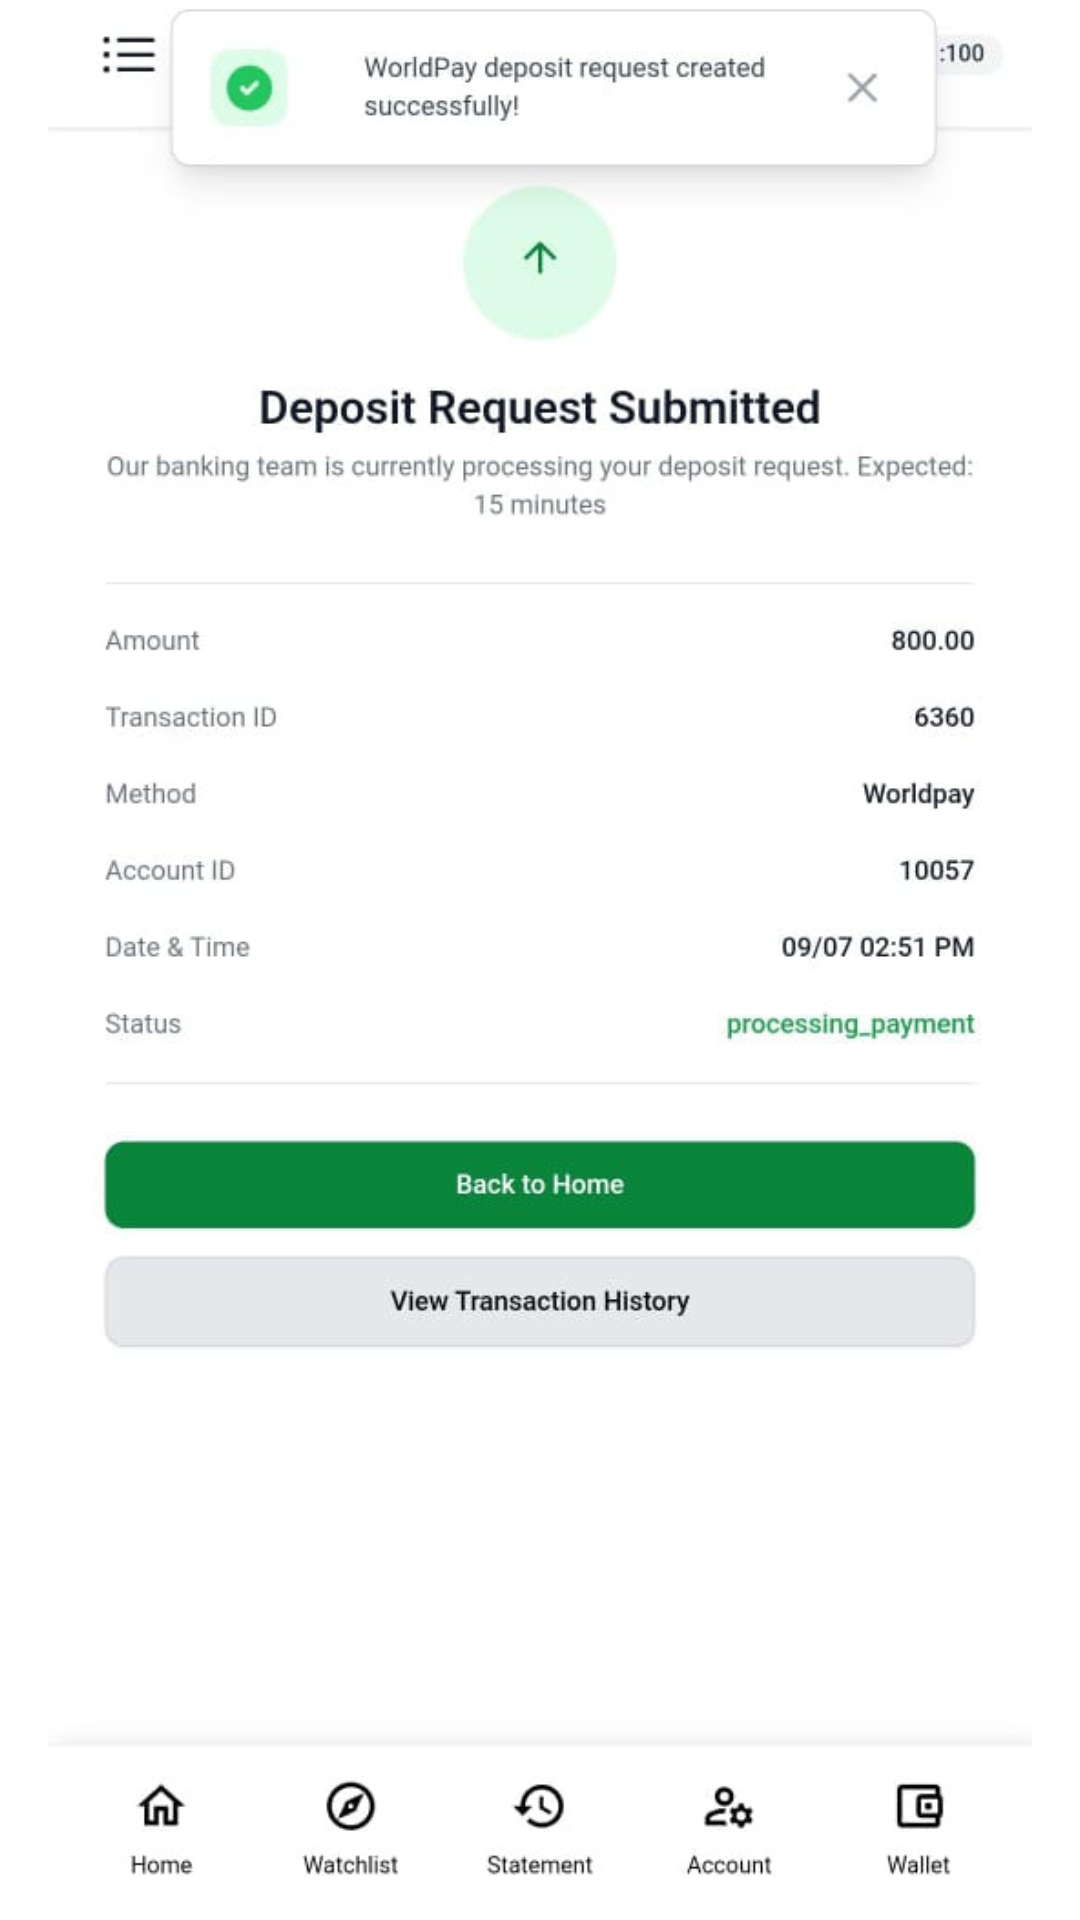 WorldPay deposit request created
successfully!
:100
Deposit Request Submitted
Our banking team is currently processing your deposit request. Expected:
15 minutes
Amount 800.00
Transaction ID 6360
Method Worldpay
Account ID 10057
Date & Time 09/07 02:51 PM
Status processing_payment
Back to Home
View Transaction History
Home Watchlist Statement Account Wallet